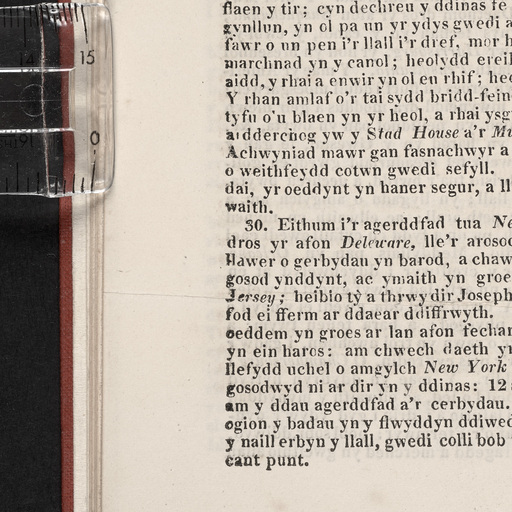 flaen y tir; cyn dechreu y ddinas fe
gynllun, yn ol pa un yr ydys gwedi a
fawr o un pen i'r llall i'r dref, mor h
marchnad yn y canol; heolydd ereil
aidd, y rhai a enwir yn ol eu rhif; hee
Y rhan amlaf o'r tai sydd bridd-fein
tyfu o'u blaen yn yr heol, a rhai ysg
ardderchog yw y Stad House a'r Mu
Achwyniad mawr gan fasnachwyr a
o weithfeydd cotwn gwedi sefyll.
dai, yr oeddynt yn haner segur, a ll
waith.
30. Eithum i'r agerddfad tua Ne
dros yr afon Deleware, lle'r arosod
llawer o gerbydau yn barod, a chaw
gosod ynddynt, ac ymaith yn groe
Jersey; heibio tŷ a thrwy dir Joseph
fod ei fferm ar ddaear ddiffrwyth.
oeddem yn groes ar lan afon fechan
yn ein haros: am chwech daeth yr
llefydd uchel o amgylch New York
gosodwyd ni ar dir yn y ddinas: 12
am y ddau agerddfad a'r cerbydau.
ogion y badau yn y flwyddyn ddiwed
y naill erbyn y llall, gwedi colli bob
cant punt.
15
0